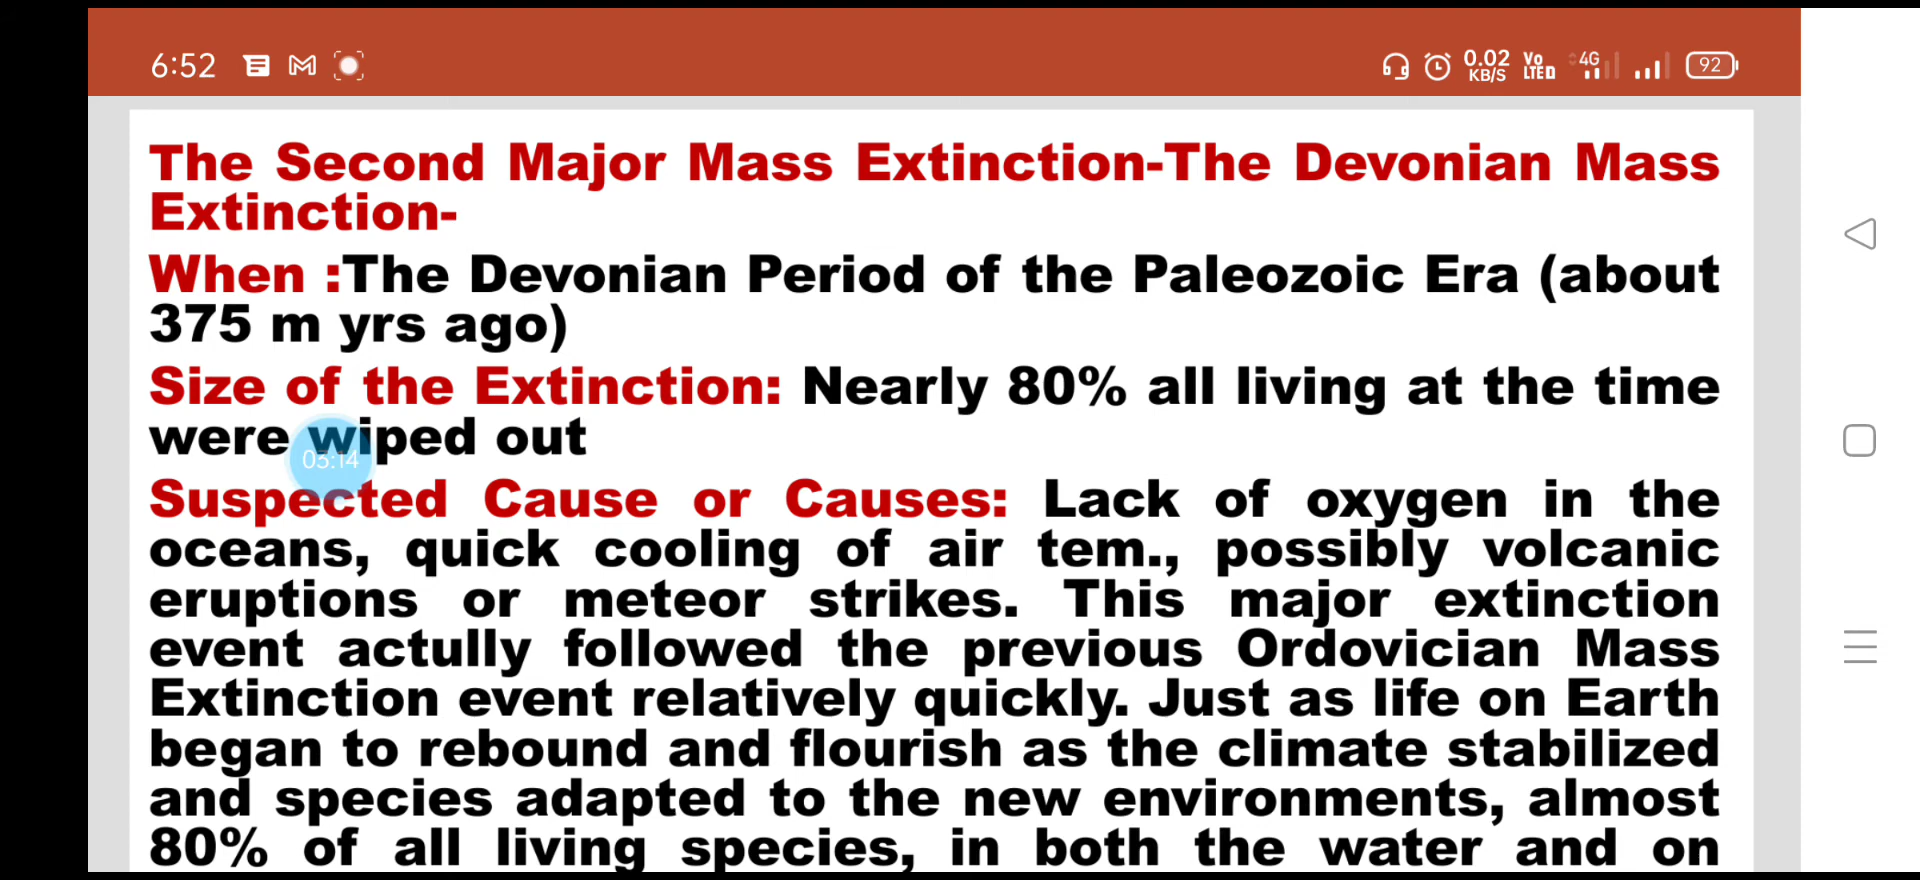 6:52 0.02 KB/S Vo LTE 4G 92
The Second Major Mass Extinction-The Devonian Mass
Extinction-
When :The Devonian Period of the Paleozoic Era (about
375 m yrs ago)
Size of the Extinction: Nearly 80% all living at the time
were wiped out
05:14
Suspected Cause or Causes: Lack of oxygen in the
oceans, quick cooling of air tem., possibly volcanic
eruptions or meteor strikes. This major extinction
event actully followed the previous Ordovician Mass
Extinction event relatively quickly. Just as life on Earth
began to rebound and flourish as the climate stabilized
and species adapted to the new environments, almost
80% of all living species, in both the water and on